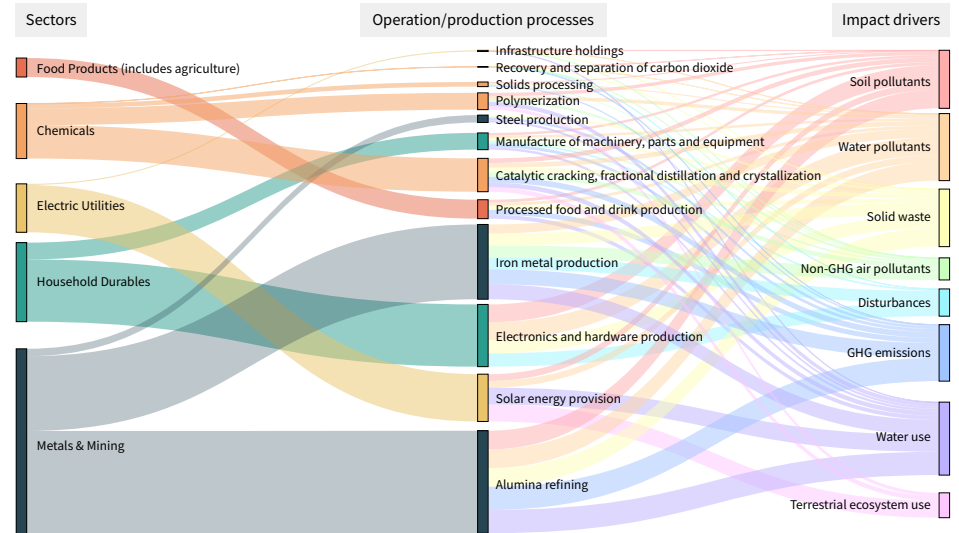 Sectors
Operation/production processes
Impact drivers
Food Products (includes agriculture)
Chemicals
Electric Utilities
Household Durables
Metals & Mining
Infrastructure holdings
Recovery and separation of carbon dioxide
Solids processing
Polymerization
Steel production
Manufacture of machinery, parts and equipment
Catalytic cracking, fractional distillation and crystallization
Processed food and drink production
Iron metal production
Electronics and hardware production
Solar energy provision
Alumina refining
Soil pollutants
Water pollutants
Solid waste
Non-GHG air pollutants
Disturbances
GHG emissions
Water use
Terrestrial ecosystem use